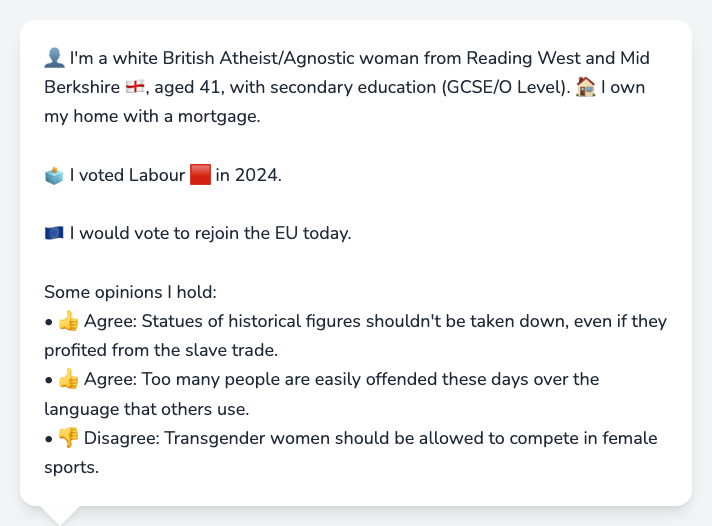 👤 I'm a white British Atheist/Agnostic woman from Reading West and Mid
Berkshire 🏴󠁧󠁢󠁥󠁮󠁧󠁿, aged 41, with secondary education (GCSE/O Level). 🏠 I own
my home with a mortgage.
🗳️ I voted Labour 🟥 in 2024.
🇪🇺 I would vote to rejoin the EU today.
Some opinions I hold:
• 👍 Agree: Statues of historical figures shouldn't be taken down, even if they
profited from the slave trade.
• 👍 Agree: Too many people are easily offended these days over the
language that others use.
• 👎 Disagree: Transgender women should be allowed to compete in female
sports.